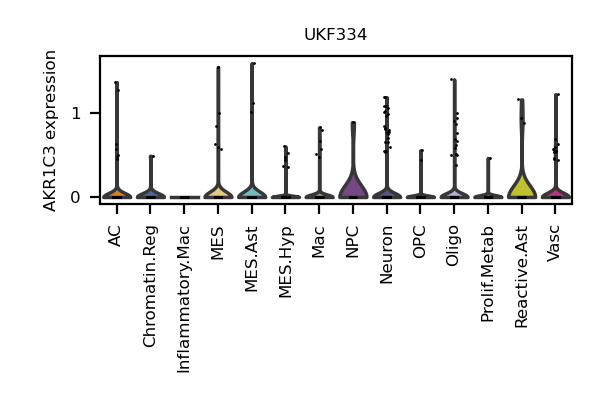 UKF334
AKR1C3 expression
1
0
AC
Chromatin.Reg
Inflammatory.Mac
MES
MES.Ast
MES.Hyp
Mac
NPC
Neuron
OPC
Oligo
Prolif.Metab
Reactive.Ast
Vasc